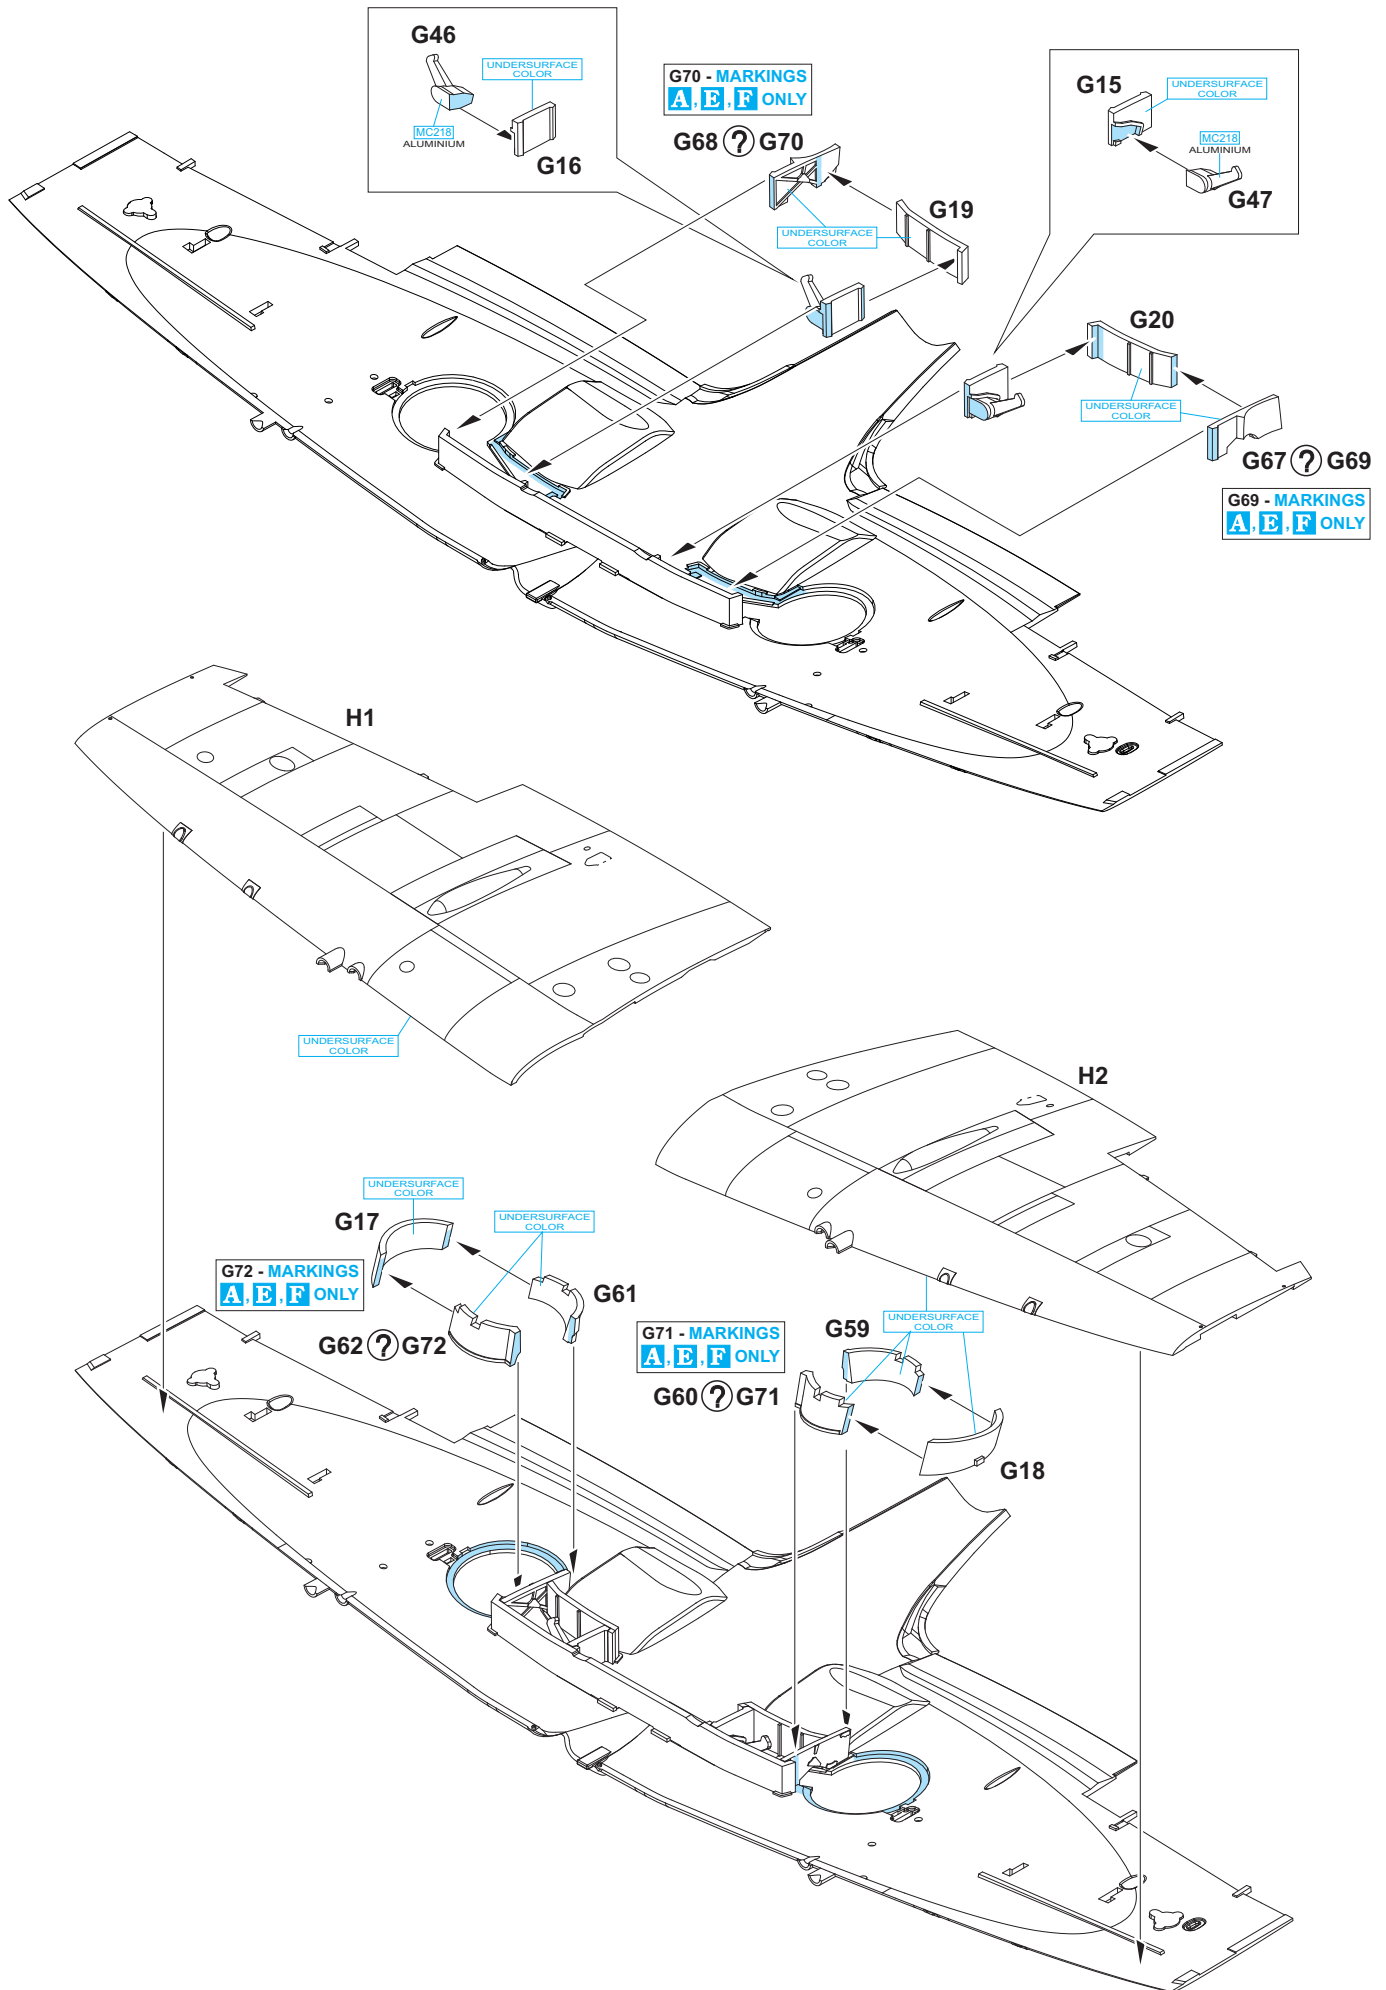 G46
UNDERSURFACE
COLOR
MC218
ALUMINIUM
G16
G70 - MARKINGS
A, E, F ONLY
G68 ? G70
G19
UNDERSURFACE
COLOR
G15
UNDERSURFACE
COLOR
MC218
ALUMINIUM
G47
G20
UNDERSURFACE
COLOR
G67 ? G69
G69 - MARKINGS
A, E, F ONLY
H1
UNDERSURFACE
COLOR
H2
UNDERSURFACE
COLOR
G17
UNDERSURFACE
COLOR
G72 - MARKINGS
A, E, F ONLY
G61
G62 ? G72
G71 - MARKINGS
A, E, F ONLY
G59
UNDERSURFACE
COLOR
G60 ? G71
G18